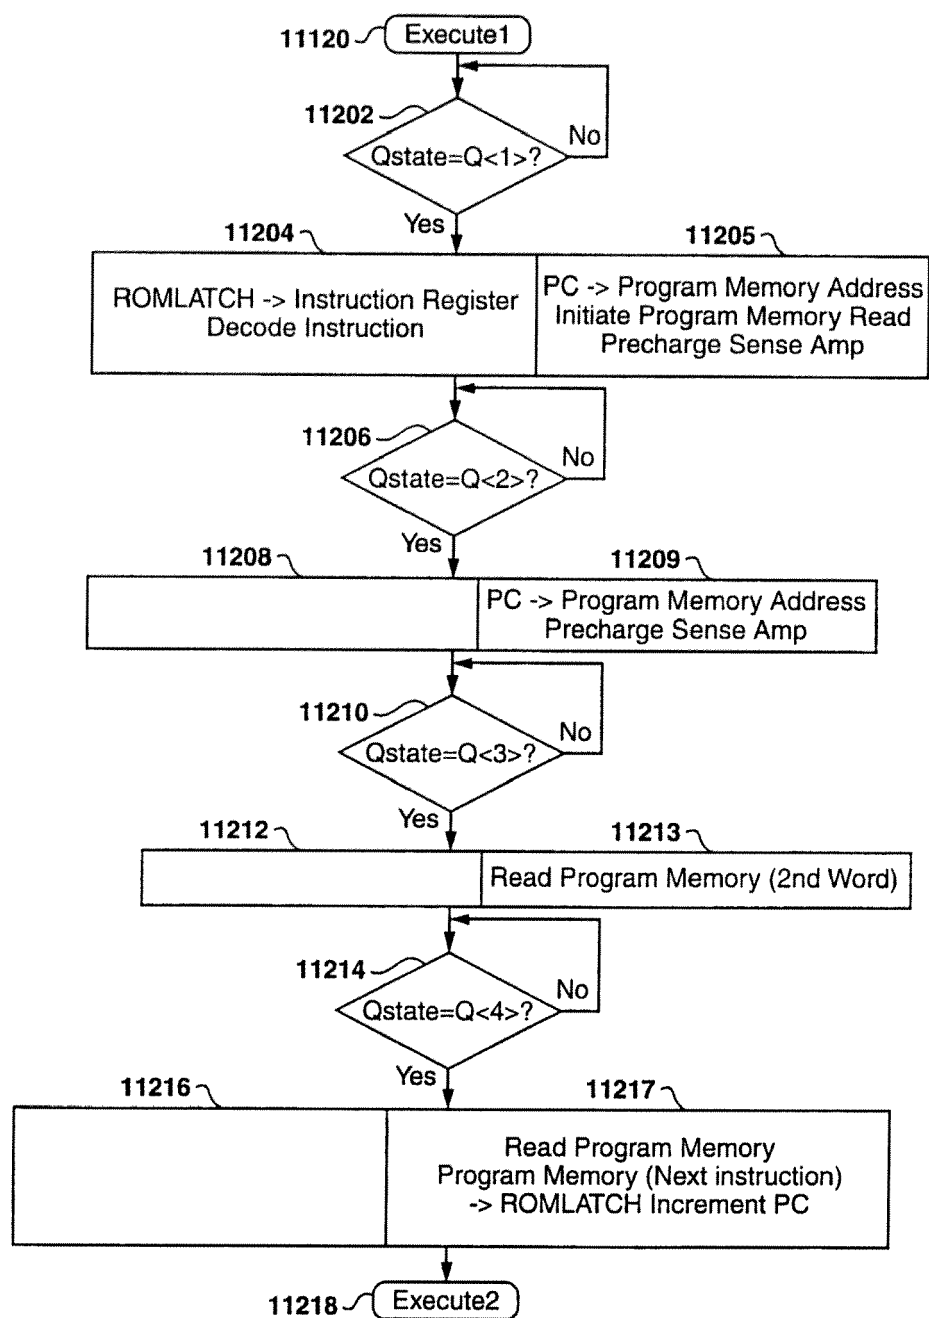 11120
Execute1
11202
Qstate=Q<1>?
No
Yes
11204
11205
ROMLATCH -> Instruction Register
Decode Instruction
PC -> Program Memory Address
Initiate Program Memory Read
Precharge Sense Amp
11206
Qstate=Q<2>?
No
Yes
11208
11209
PC -> Program Memory Address
Precharge Sense Amp
11210
Qstate=Q<3>?
No
Yes
11212
11213
Read Program Memory (2nd Word)
11214
Qstate=Q<4>?
No
Yes
11216
11217
Read Program Memory
Program Memory (Next instruction)
-> ROMLATCH Increment PC
11218
Execute2